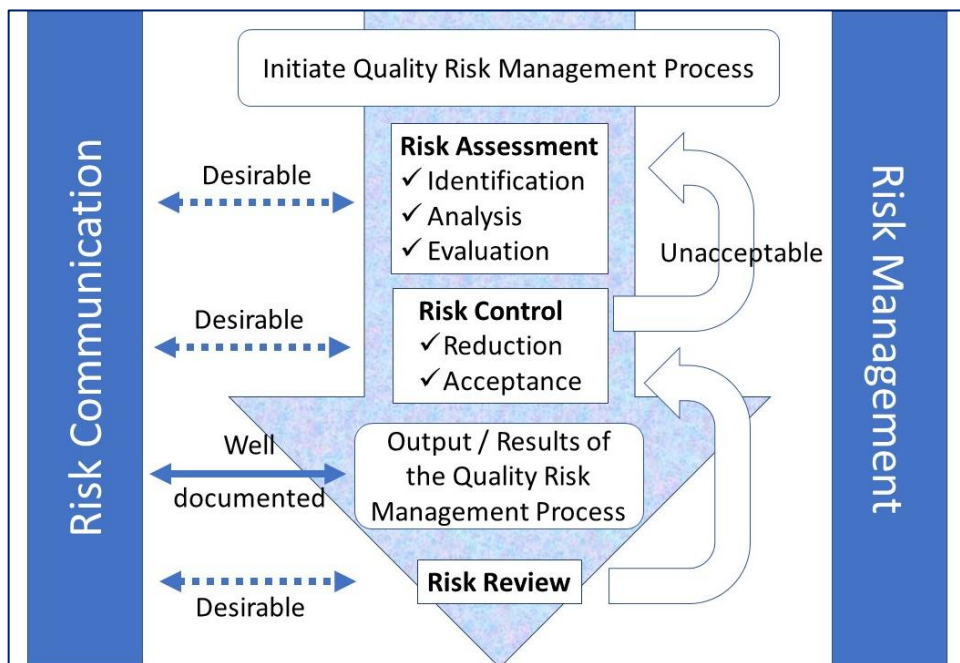 Initiate Quality Risk Management Process
Risk Communication
Risk Management
Risk Assessment
✓ Identification
✓ Analysis
✓ Evaluation
Desirable
Unacceptable
Risk Control
✓ Reduction
✓ Acceptance
Desirable
Output / Results of
the Quality Risk
Management Process
Well
documented
Risk Review
Desirable